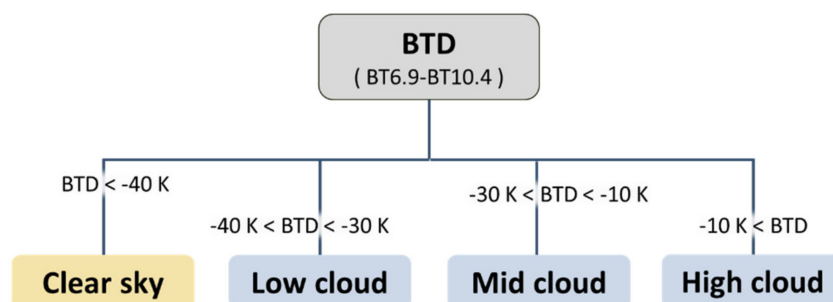 BTD
( BT6.9-BT10.4 )
BTD < -40 K
-40 K < BTD < -30 K
-30 K < BTD < -10 K
-10 K < BTD
Clear sky
Low cloud
Mid cloud
High cloud